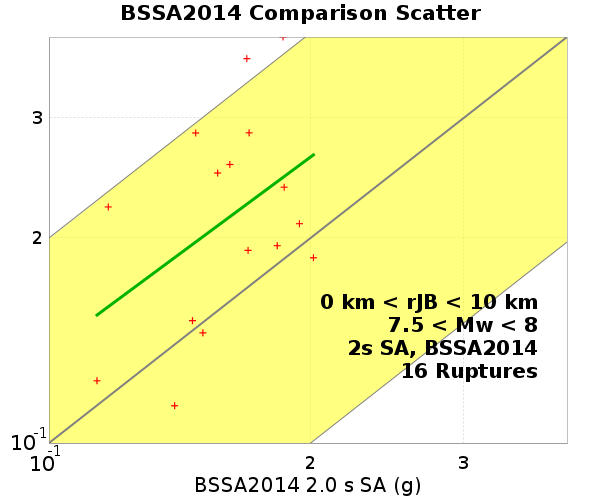 BSSA2014 Comparison Scatter
3
2
0 km < rJB < 10 km
7.5 < Mw < 8
2s SA, BSSA2014
16 Ruptures
10-1
10-1
2
3
BSSA2014 2.0 s SA (g)